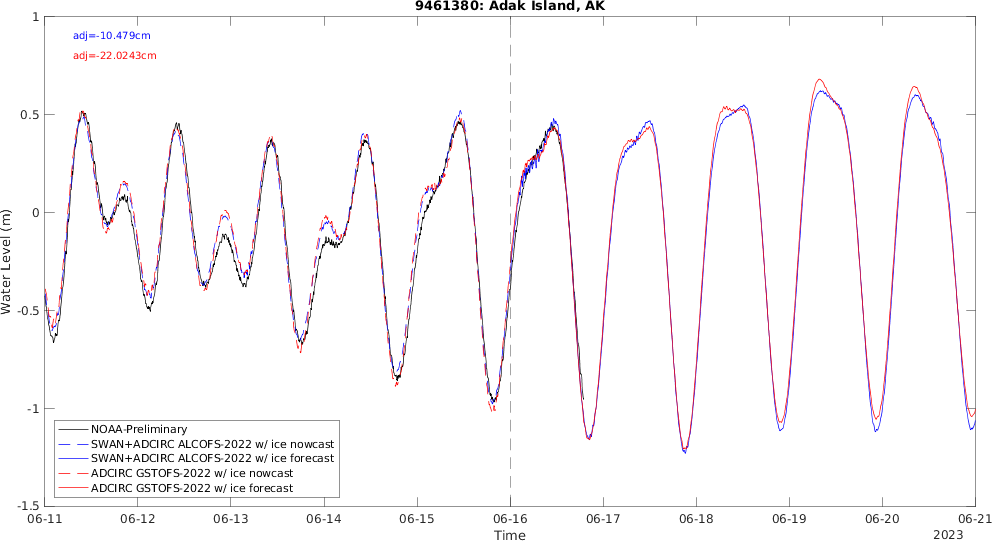 9461380: Adak Island, AK
adj=-10.479cm
adj=-22.0243cm
1
0.5
0
-0.5
-1
-1.5
Water Level (m)
NOAA-Preliminary
SWAN+ADCIRC ALCOFS-2022 w/ ice nowcast
SWAN+ADCIRC ALCOFS-2022 w/ ice forecast
ADCIRC GSTOFS-2022 w/ ice nowcast
ADCIRC GSTOFS-2022 w/ ice forecast
06-11 06-12 06-13 06-14 06-15 06-16 06-17 06-18 06-19 06-20 06-21
Time
2023